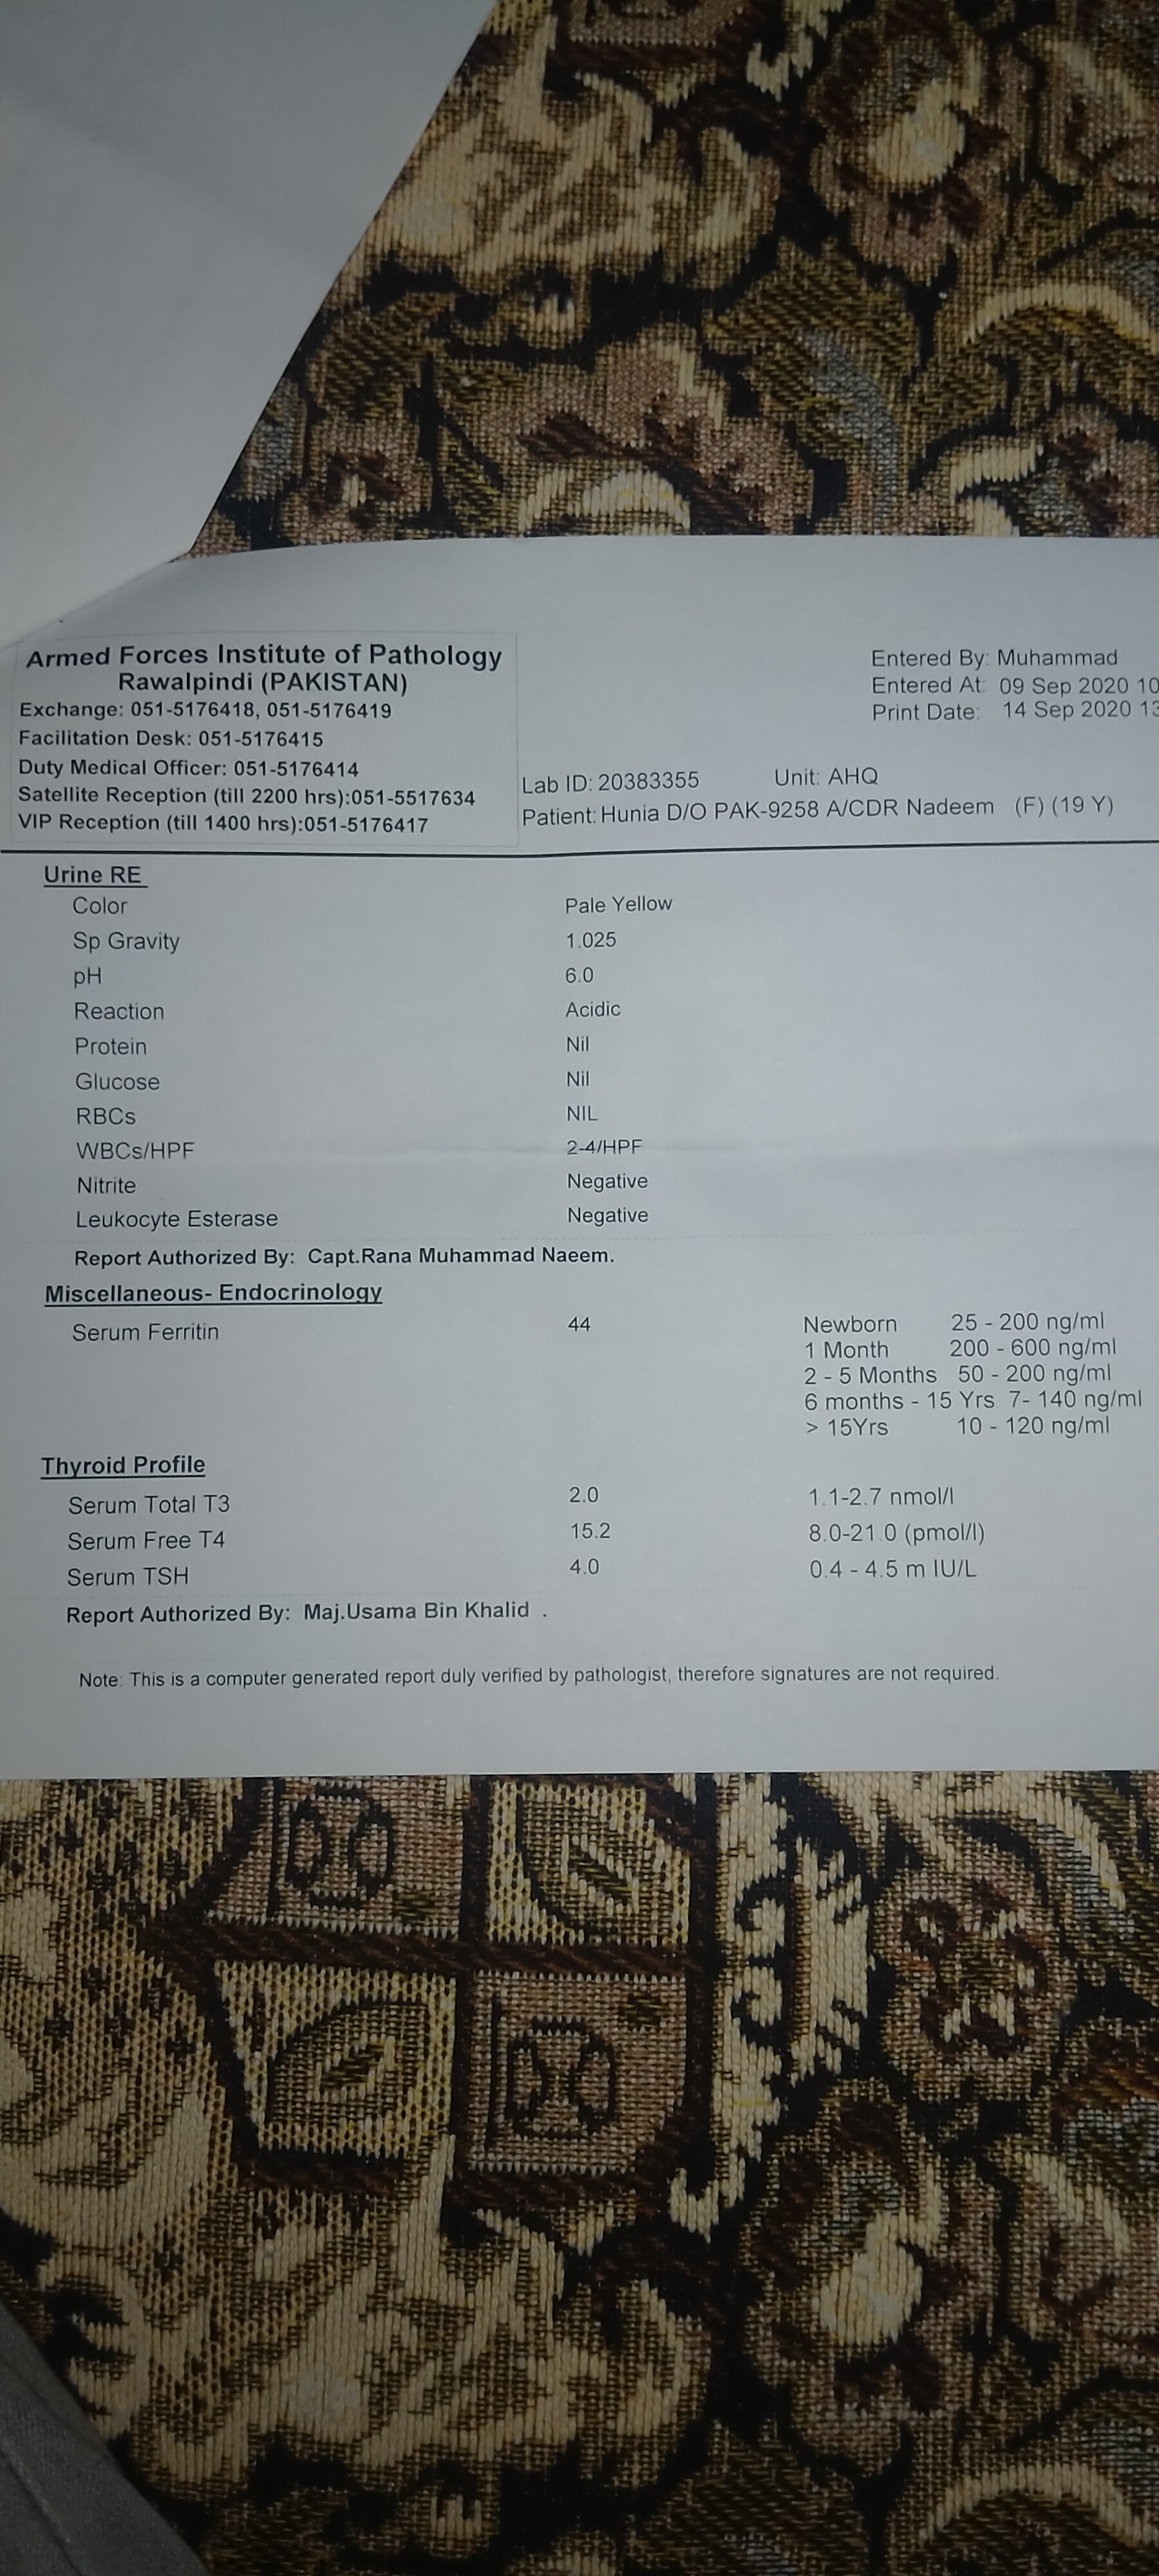 Armed Forces Institute of Pathology
Rawalpindi (PAKISTAN)
Exchange: 051-5176418, 051-5176419
Facilitation Desk: 051-5176415
Duty Medical Officer: 051-5176414
Satellite Reception (till 2200 hrs):051-5517634
VIP Reception (till 1400 hrs):051-5176417
Entered By: Muhammad
Entered At: 09 Sep 2020 10
Print Date: 14 Sep 2020 13
Lab ID: 20383355 Unit: AHQ
Patient: Hunia D/O PAK-9258 A/CDR Nadeem (F) (19 Y)
Urine RE
Color Pale Yellow
Sp Gravity 1.025
pH 6.0
Reaction Acidic
Protein Nil
Glucose Nil
RBCs NIL
WBCs/HPF 2-4/HPF
Nitrite Negative
Leukocyte Esterase Negative
Report Authorized By: Capt.Rana Muhammad Naeem.
Miscellaneous- Endocrinology
Serum Ferritin 44 Newborn 25 - 200 ng/ml
1 Month 200 - 600 ng/ml
2 - 5 Months 50 - 200 ng/ml
6 months - 15 Yrs 7- 140 ng/ml
> 15Yrs 10 - 120 ng/ml
Thyroid Profile
Serum Total T3 2.0 1.1-2.7 nmol/l
Serum Free T4 15.2 8.0-21.0 (pmol/l)
Serum TSH 4.0 0.4 - 4.5 m IU/L
Report Authorized By: Maj.Usama Bin Khalid .
Note: This is a computer generated report duly verified by pathologist, therefore signatures are not required.